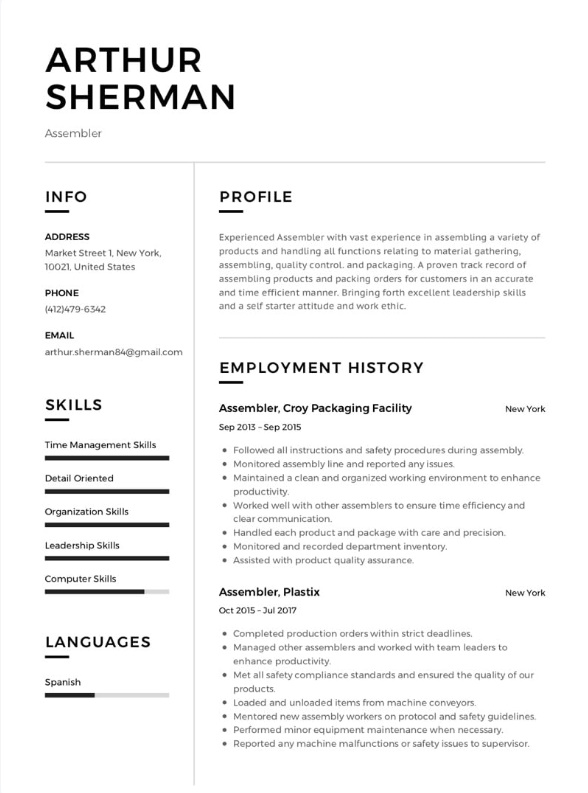 ARTHUR
SHERMAN
Assembler
INFO
ADDRESS
Market Street 1, New York,
10021, United States
PHONE
(412)479-6342
EMAIL
arthur.sherman84@gmail.com
SKILLS
Time Management Skills
Detail Oriented
Organization Skills
Leadership Skills
Computer Skills
LANGUAGES
Spanish
PROFILE
Experienced Assembler with vast experience in assembling a variety of
products and handling all functions relating to material gathering,
assembling, quality control. and packaging. A proven track record of
assembling products and packing orders for customers in an accurate
and time efficient manner. Bringing forth excellent leadership skills
and a self starter attitude and work ethic.
EMPLOYMENT HISTORY
Assembler, Croy Packaging Facility New York
Sep 2013 – Sep 2015
• Followed all instructions and safety procedures during assembly.
• Monitored assembly line and reported any issues.
• Maintained a clean and organized working environment to enhance
productivity.
• Worked well with other assemblers to ensure time efficiency and
clear communication.
• Handled each product and package with care and precision.
• Monitored and recorded department inventory.
• Assisted with product quality assurance.
Assembler, Plastix New York
Oct 2015 – Jul 2017
• Completed production orders within strict deadlines.
• Managed other assemblers and worked with team leaders to
enhance productivity.
• Met all safety compliance standards and ensured the quality of our
products.
• Loaded and unloaded items from machine conveyors.
• Mentored new assembly workers on protocol and safety guidelines.
• Performed minor equipment maintenance when necessary.
• Reported any machine malfunctions or safety issues to supervisor.